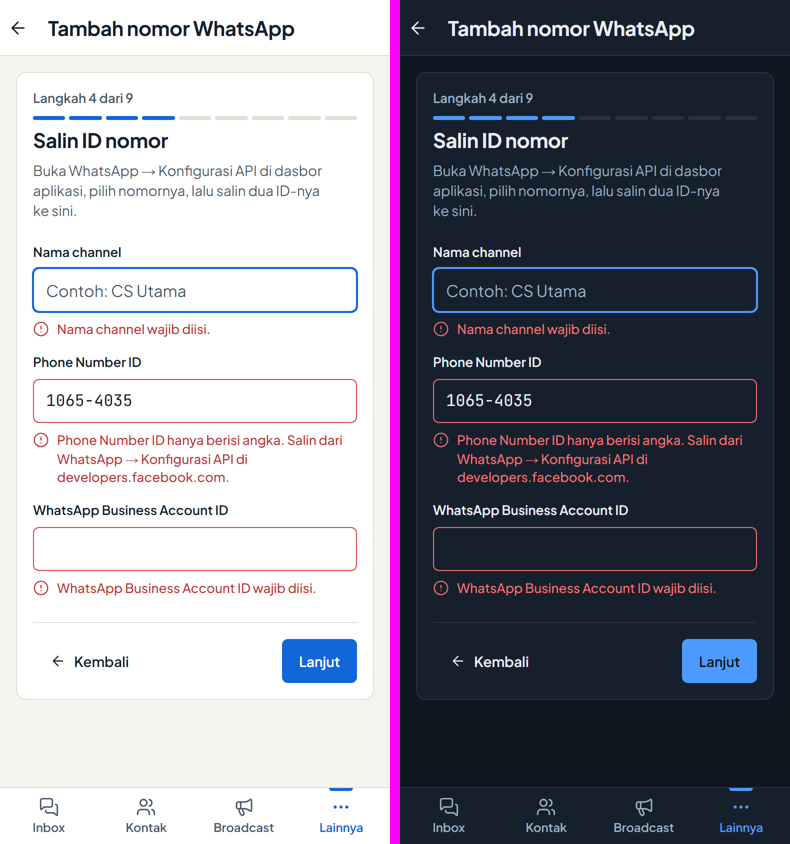 Tambah nomor WhatsApp
Langkah 4 dari 9
Salin ID nomor
Buka WhatsApp → Konfigurasi API di dasbor
aplikasi, pilih nomornya, lalu salin dua ID-nya
ke sini.
Nama channel
Contoh: CS Utama
Nama channel wajib diisi.
Phone Number ID
1065-4035
Phone Number ID hanya berisi angka. Salin dari
WhatsApp → Konfigurasi API di
developers.facebook.com.
WhatsApp Business Account ID
WhatsApp Business Account ID wajib diisi.
Kembali
Lanjut
Inbox
Kontak
Broadcast
Lainnya
Tambah nomor WhatsApp
Langkah 4 dari 9
Salin ID nomor
Buka WhatsApp → Konfigurasi API di dasbor
aplikasi, pilih nomornya, lalu salin dua ID-nya
ke sini.
Nama channel
Contoh: CS Utama
Nama channel wajib diisi.
Phone Number ID
1065-4035
Phone Number ID hanya berisi angka. Salin dari
WhatsApp → Konfigurasi API di
developers.facebook.com.
WhatsApp Business Account ID
WhatsApp Business Account ID wajib diisi.
Kembali
Lanjut
Inbox
Kontak
Broadcast
Lainnya